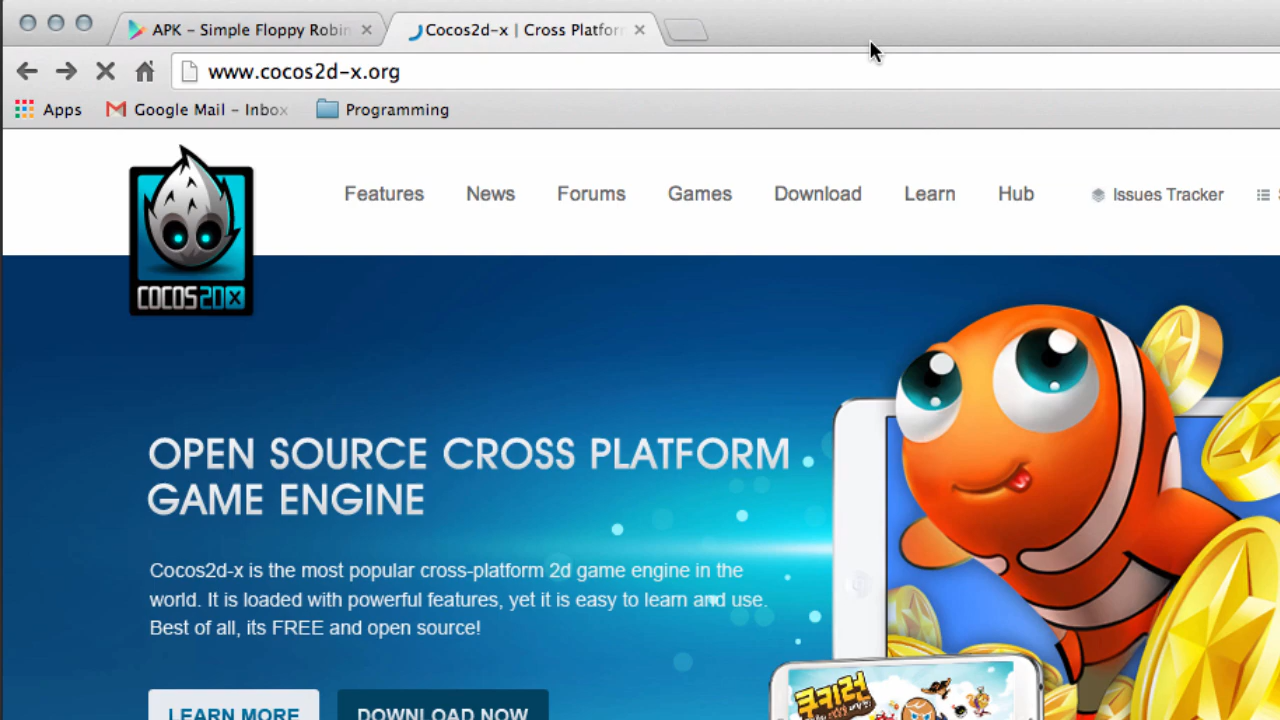 APK - Simple Floppy Robin
Cocos2d-x | Cross Platfor
www.cocos2d-x.org
Apps
Google Mail - Inbox
Programming
COCOS2DX
Features
News
Forums
Games
Download
Learn
Hub
Issues Tracker
OPEN SOURCE CROSS PLATFORM
GAME ENGINE
Cocos2d-x is the most popular cross-platform 2d game engine in the
world. It is loaded with powerful features, yet it is easy to learn and use.
Best of all, its FREE and open source!
쿠키런
LEARN MORE
DOWNLOAD NOW